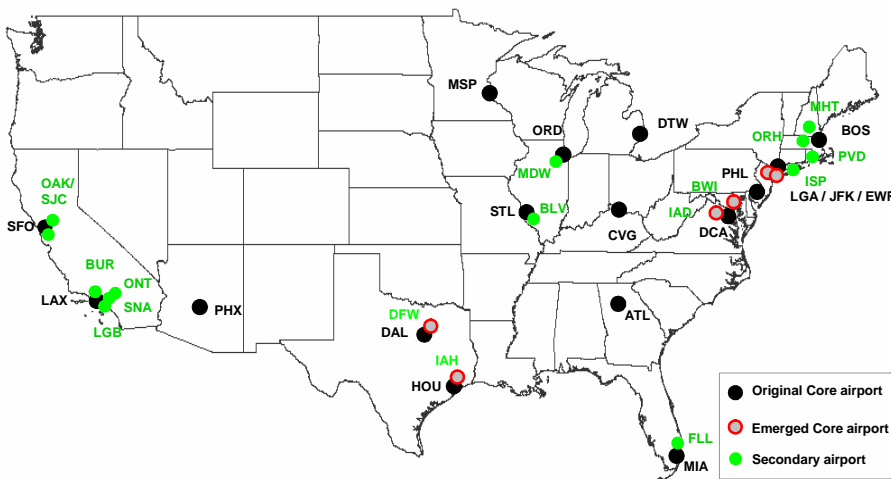 MSP
MHT
ORD
DTW
BOS
ORH
MDW
PHL
PVD
ISP
OAK/
SJC
BWI
LGA / JFK / EWR
STL
BLV
IAD
SFO
CVG
DCA
BUR
ONT
LAX
SNA
PHX
ATL
LGB
DFW
DAL
IAH
HOU
Original Core airport
Emerged Core airport
FLL
Secondary airport
MIA